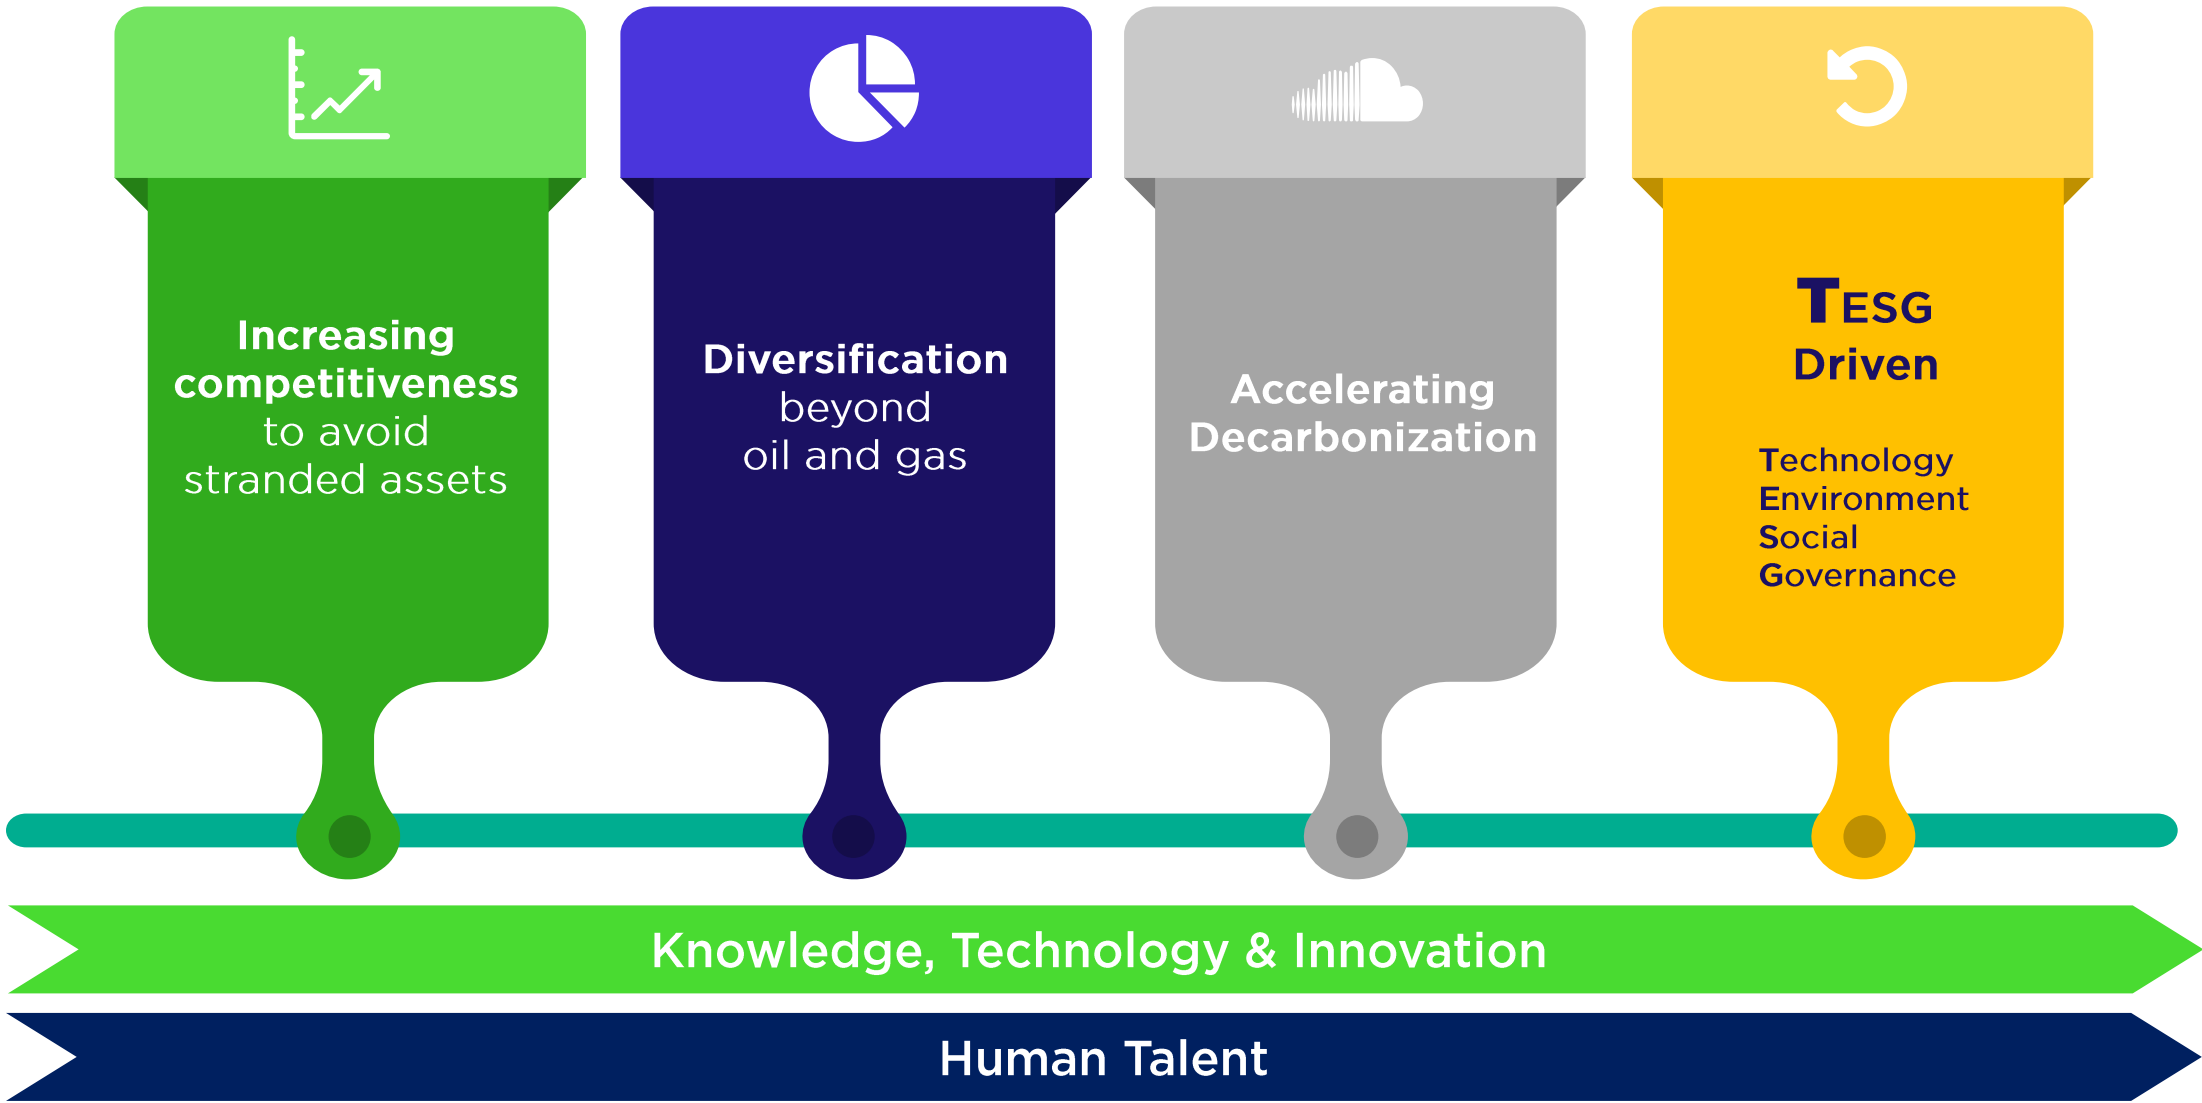 Increasing
competitiveness
to avoid
stranded assets
Diversification
beyond
oil and gas
Accelerating
Decarbonization
TESG
Driven
Technology
Environment
Social
Governance
Knowledge, Technology & Innovation
Human Talent